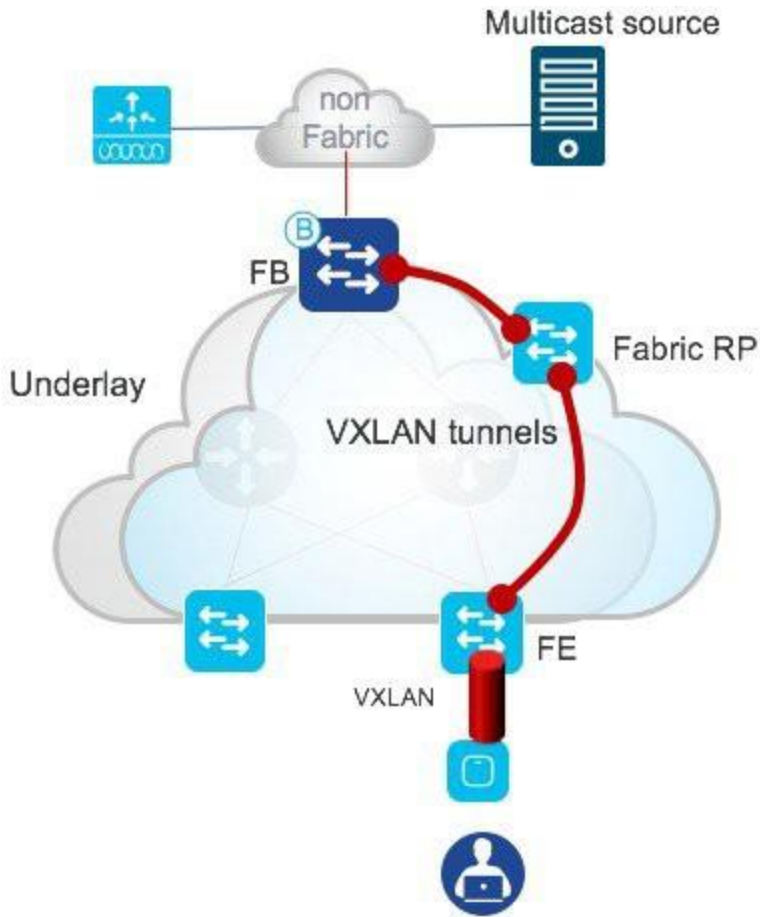 Multicast source
non
Fabric
B
FB
Fabric RP
Underlay
VXLAN tunnels
FE
VXLAN